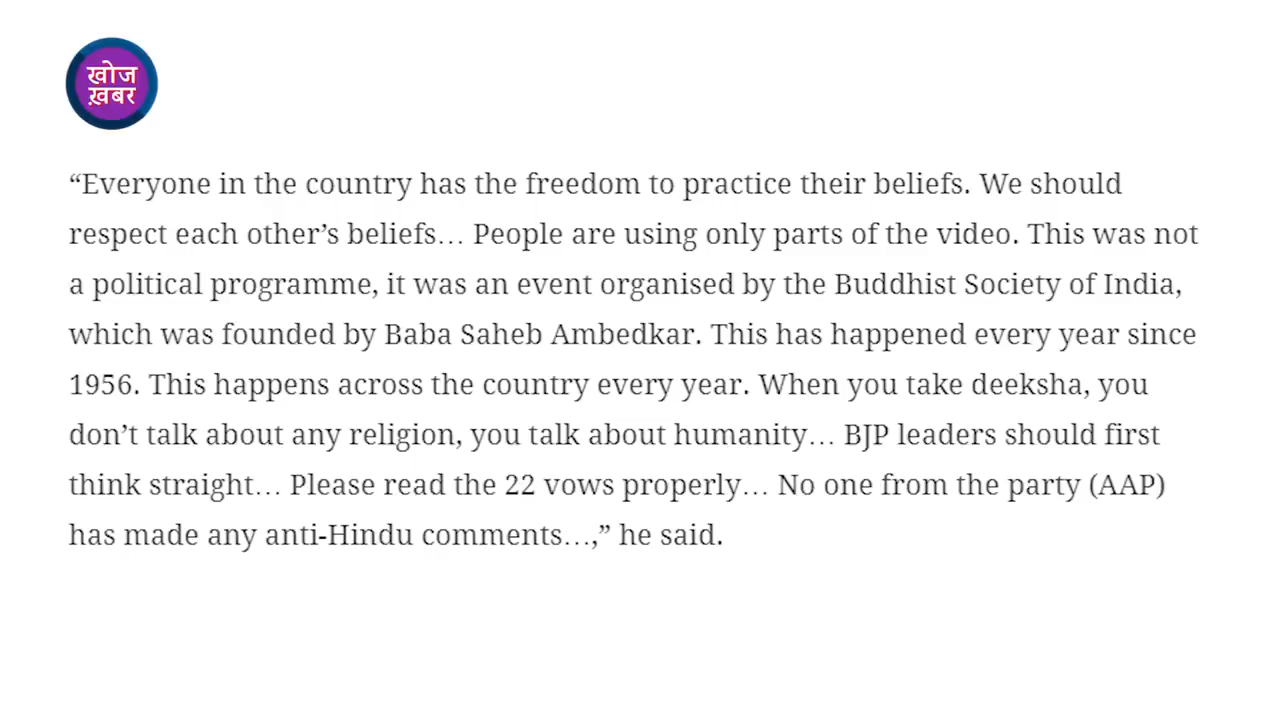 खोज
ख़बर
“Everyone in the country has the freedom to practice their beliefs. We should
respect each other’s beliefs… People are using only parts of the video. This was not
a political programme, it was an event organised by the Buddhist Society of India,
which was founded by Baba Saheb Ambedkar. This has happened every year since
1956. This happens across the country every year. When you take deeksha, you
don’t talk about any religion, you talk about humanity… BJP leaders should first
think straight… Please read the 22 vows properly… No one from the party (AAP)
has made any anti-Hindu comments…,” he said.